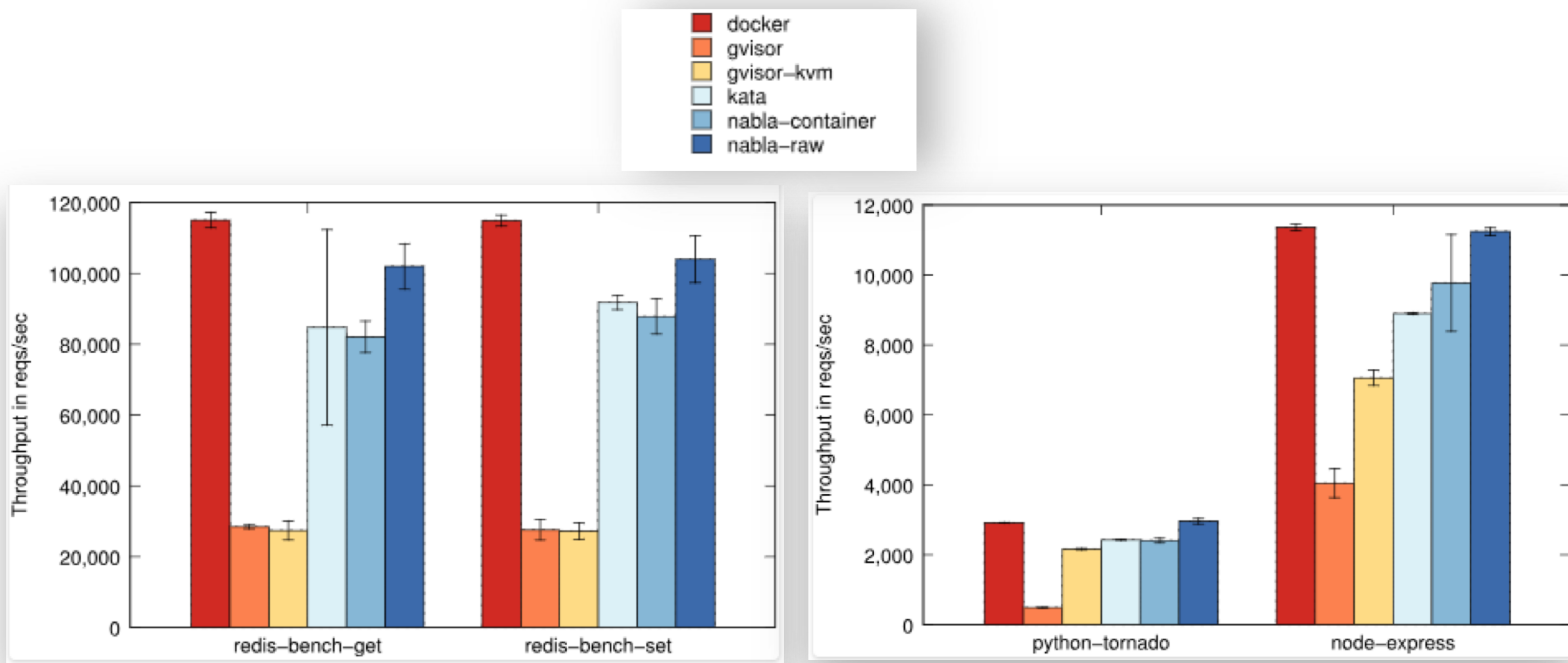 docker
gvisor
gvisor-kvm
kata
nabla-container
nabla-raw
Throughput in reqs/sec
120,000
100,000
80,000
60,000
40,000
20,000
0
redis-bench-get
redis-bench-set
Throughput in reqs/sec
12,000
10,000
8,000
6,000
4,000
2,000
0
python-tornado
node-express